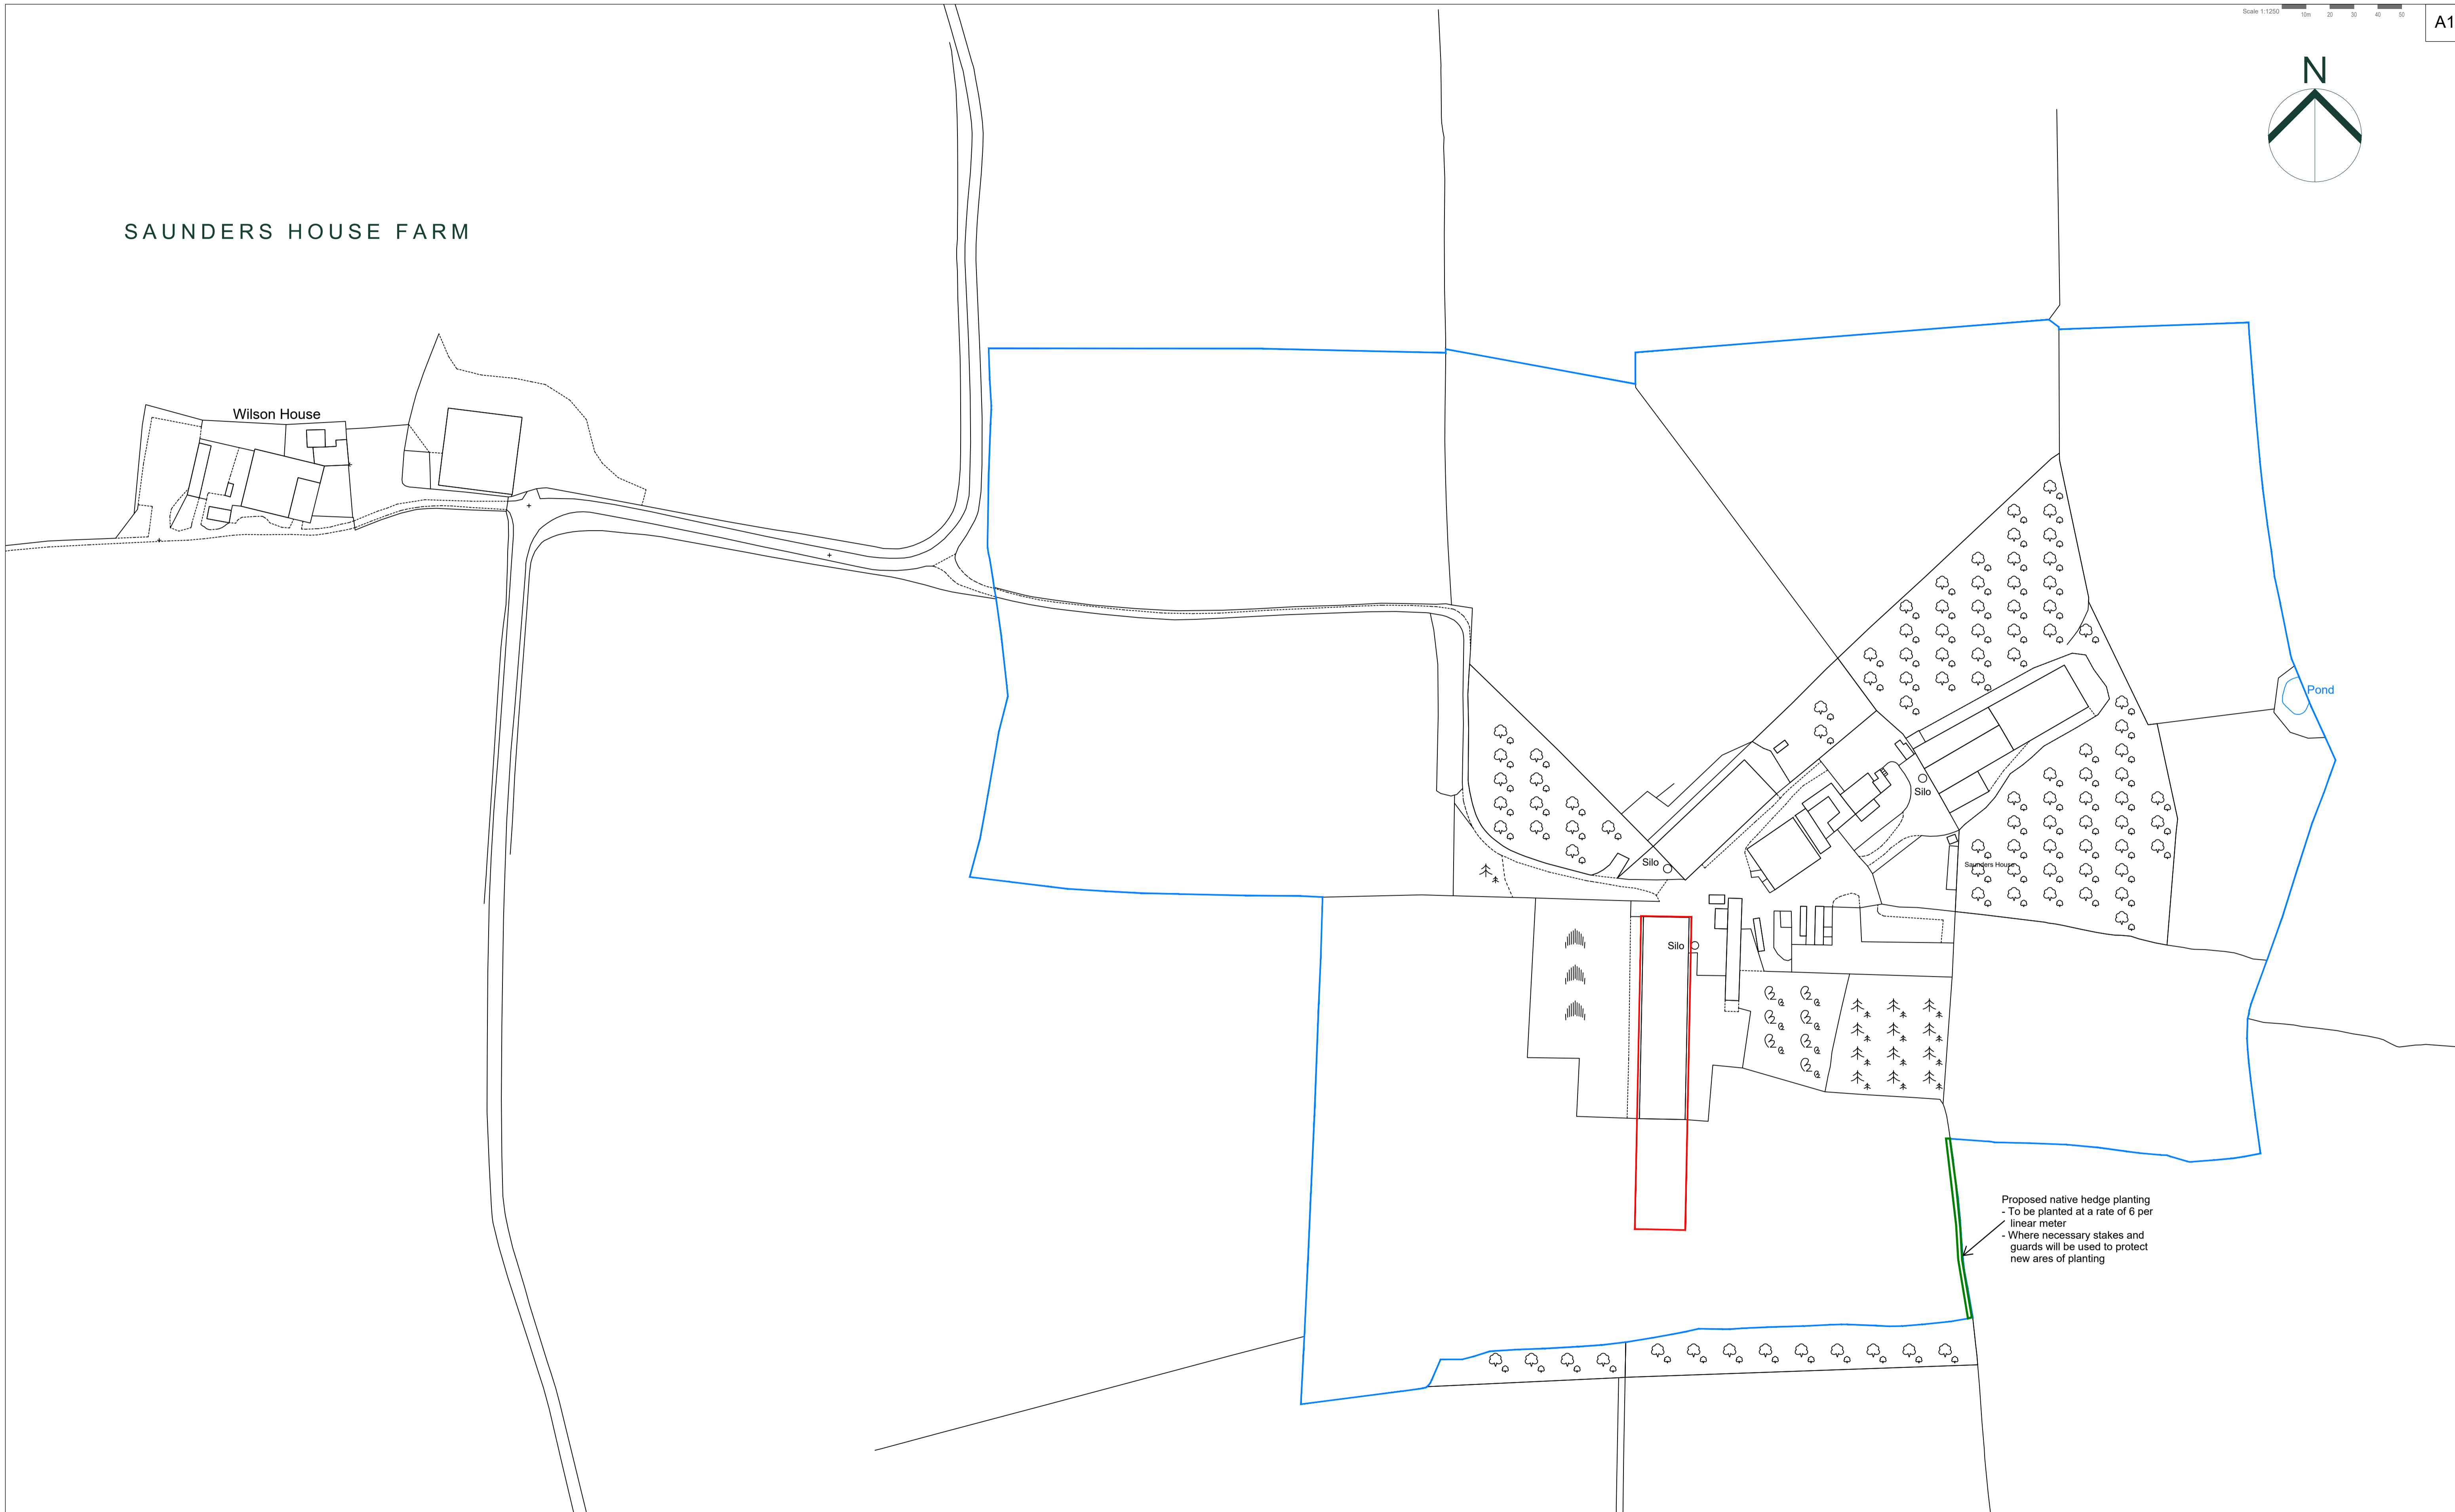 Scale 1:1250
10m 20 30 40 50
A1
N
SAUNDERS HOUSE FARM
Wilson House
Pond
Silo
Silo
Saunders House
Silo
Proposed native hedge planting
- To be planted at a rate of 6 per
linear meter
- Where necessary stakes and
guards will be used to protect
new ares of planting